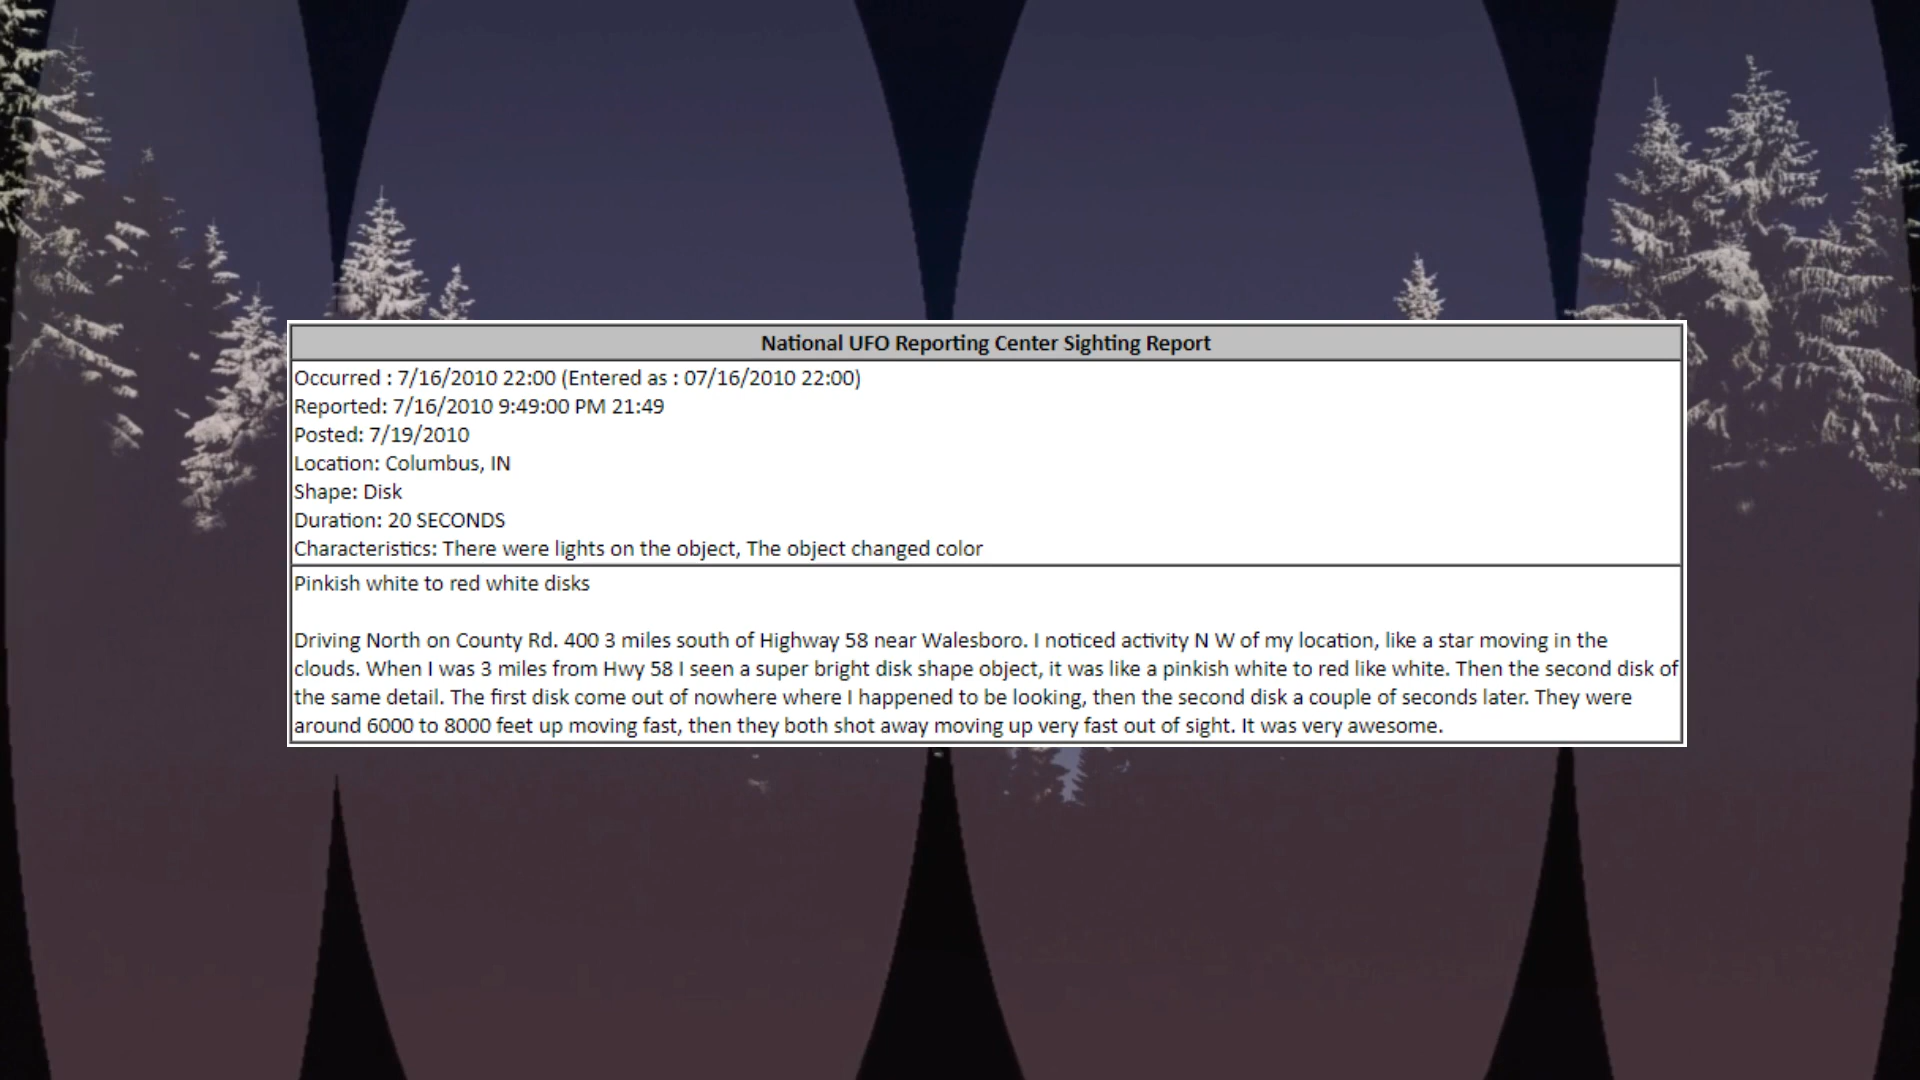 National UFO Reporting Center Sighting Report
Occurred : 7/16/2010 22:00 (Entered as : 07/16/2010 22:00)
Reported: 7/16/2010 9:49:00 PM 21:49
Posted: 7/19/2010
Location: Columbus, IN
Shape: Disk
Duration: 20 SECONDS
Characteristics: There were lights on the object, The object changed color
Pinkish white to red white disks
Driving North on County Rd. 400 3 miles south of Highway 58 near Walesboro. I noticed activity N W of my location, like a star moving in the
clouds. When I was 3 miles from Hwy 58 I seen a super bright disk shape object, it was like a pinkish white to red like white. Then the second disk of
the same detail. The first disk come out of nowhere where I happened to be looking, then the second disk a couple of seconds later. They were
around 6000 to 8000 feet up moving fast, then they both shot away moving up very fast out of sight. It was very awesome.